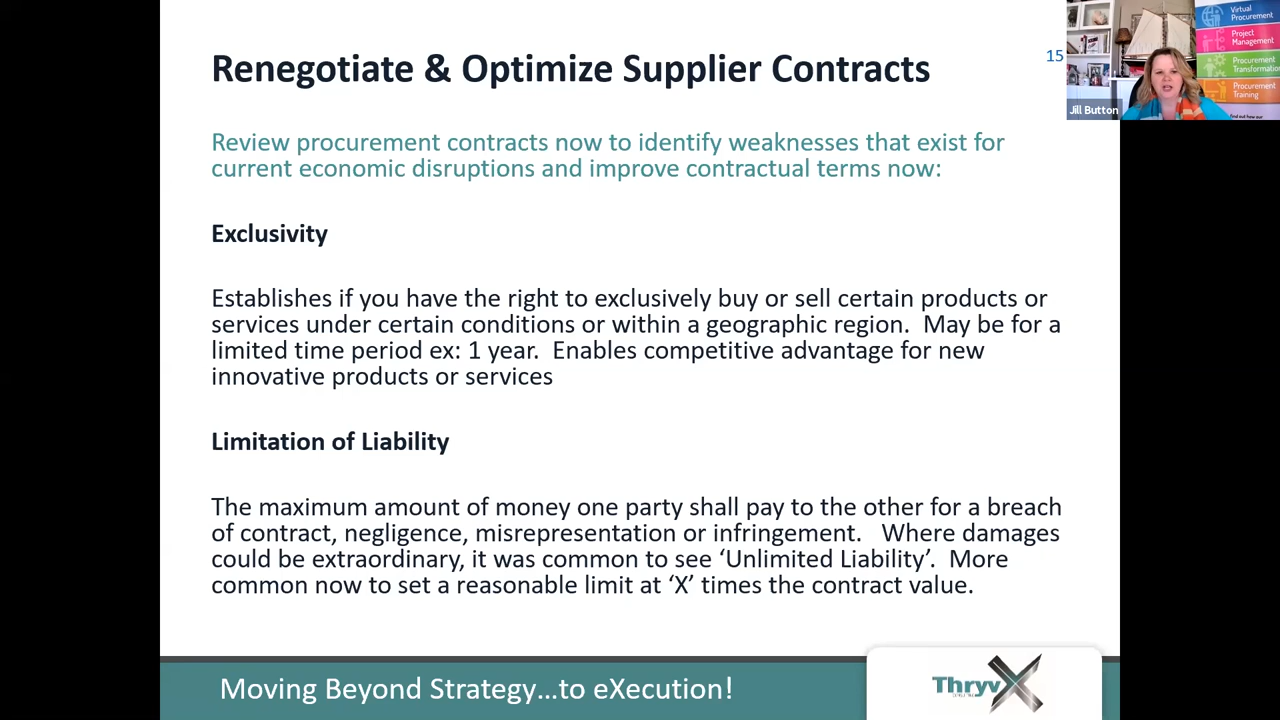 Renegotiate & Optimize Supplier Contracts
15
Review procurement contracts now to identify weaknesses that exist for
current economic disruptions and improve contractual terms now:
Exclusivity
Establishes if you have the right to exclusively buy or sell certain products or
services under certain conditions or within a geographic region.  May be for a
limited time period ex: 1 year.  Enables competitive advantage for new
innovative products or services
Limitation of Liability
The maximum amount of money one party shall pay to the other for a breach
of contract, negligence, misrepresentation or infringement.   Where damages
could be extraordinary, it was common to see ‘Unlimited Liability’.  More
common now to set a reasonable limit at ‘X’ times the contract value.
Moving Beyond Strategy...to eXecution!
ThryvX
Virtual
Procurement
Project
Management
Procurement
Transformation
Procurement
Training
Find out how our
Jill Button